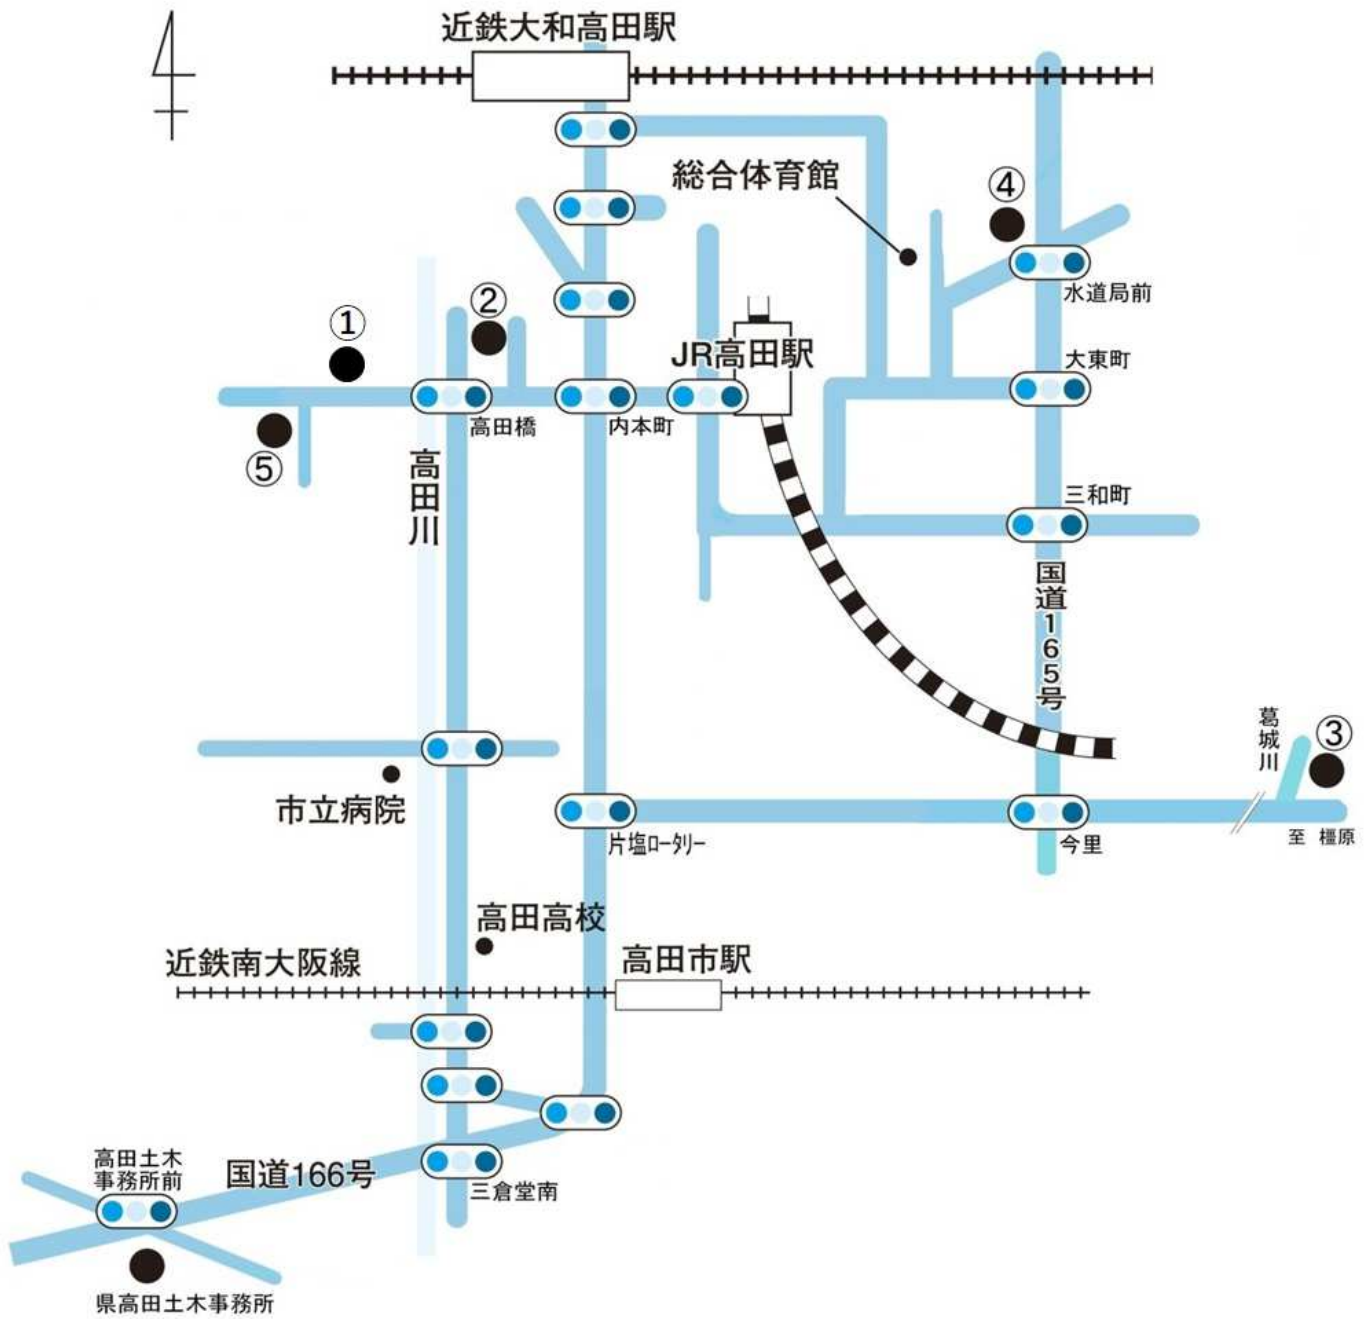 近鉄大和高田駅
総合体育館
④
水道局前
②
①
JR高田駅
大東町
高田橋
内本町
⑤
高田川
三和町
国道165号
葛城川
③
市立病院
片塩ロータリー
今里
至 橿原
高田高校
近鉄南大阪線
高田市駅
高田土木
事務所前
国道166号
三倉堂南
県高田土木事務所